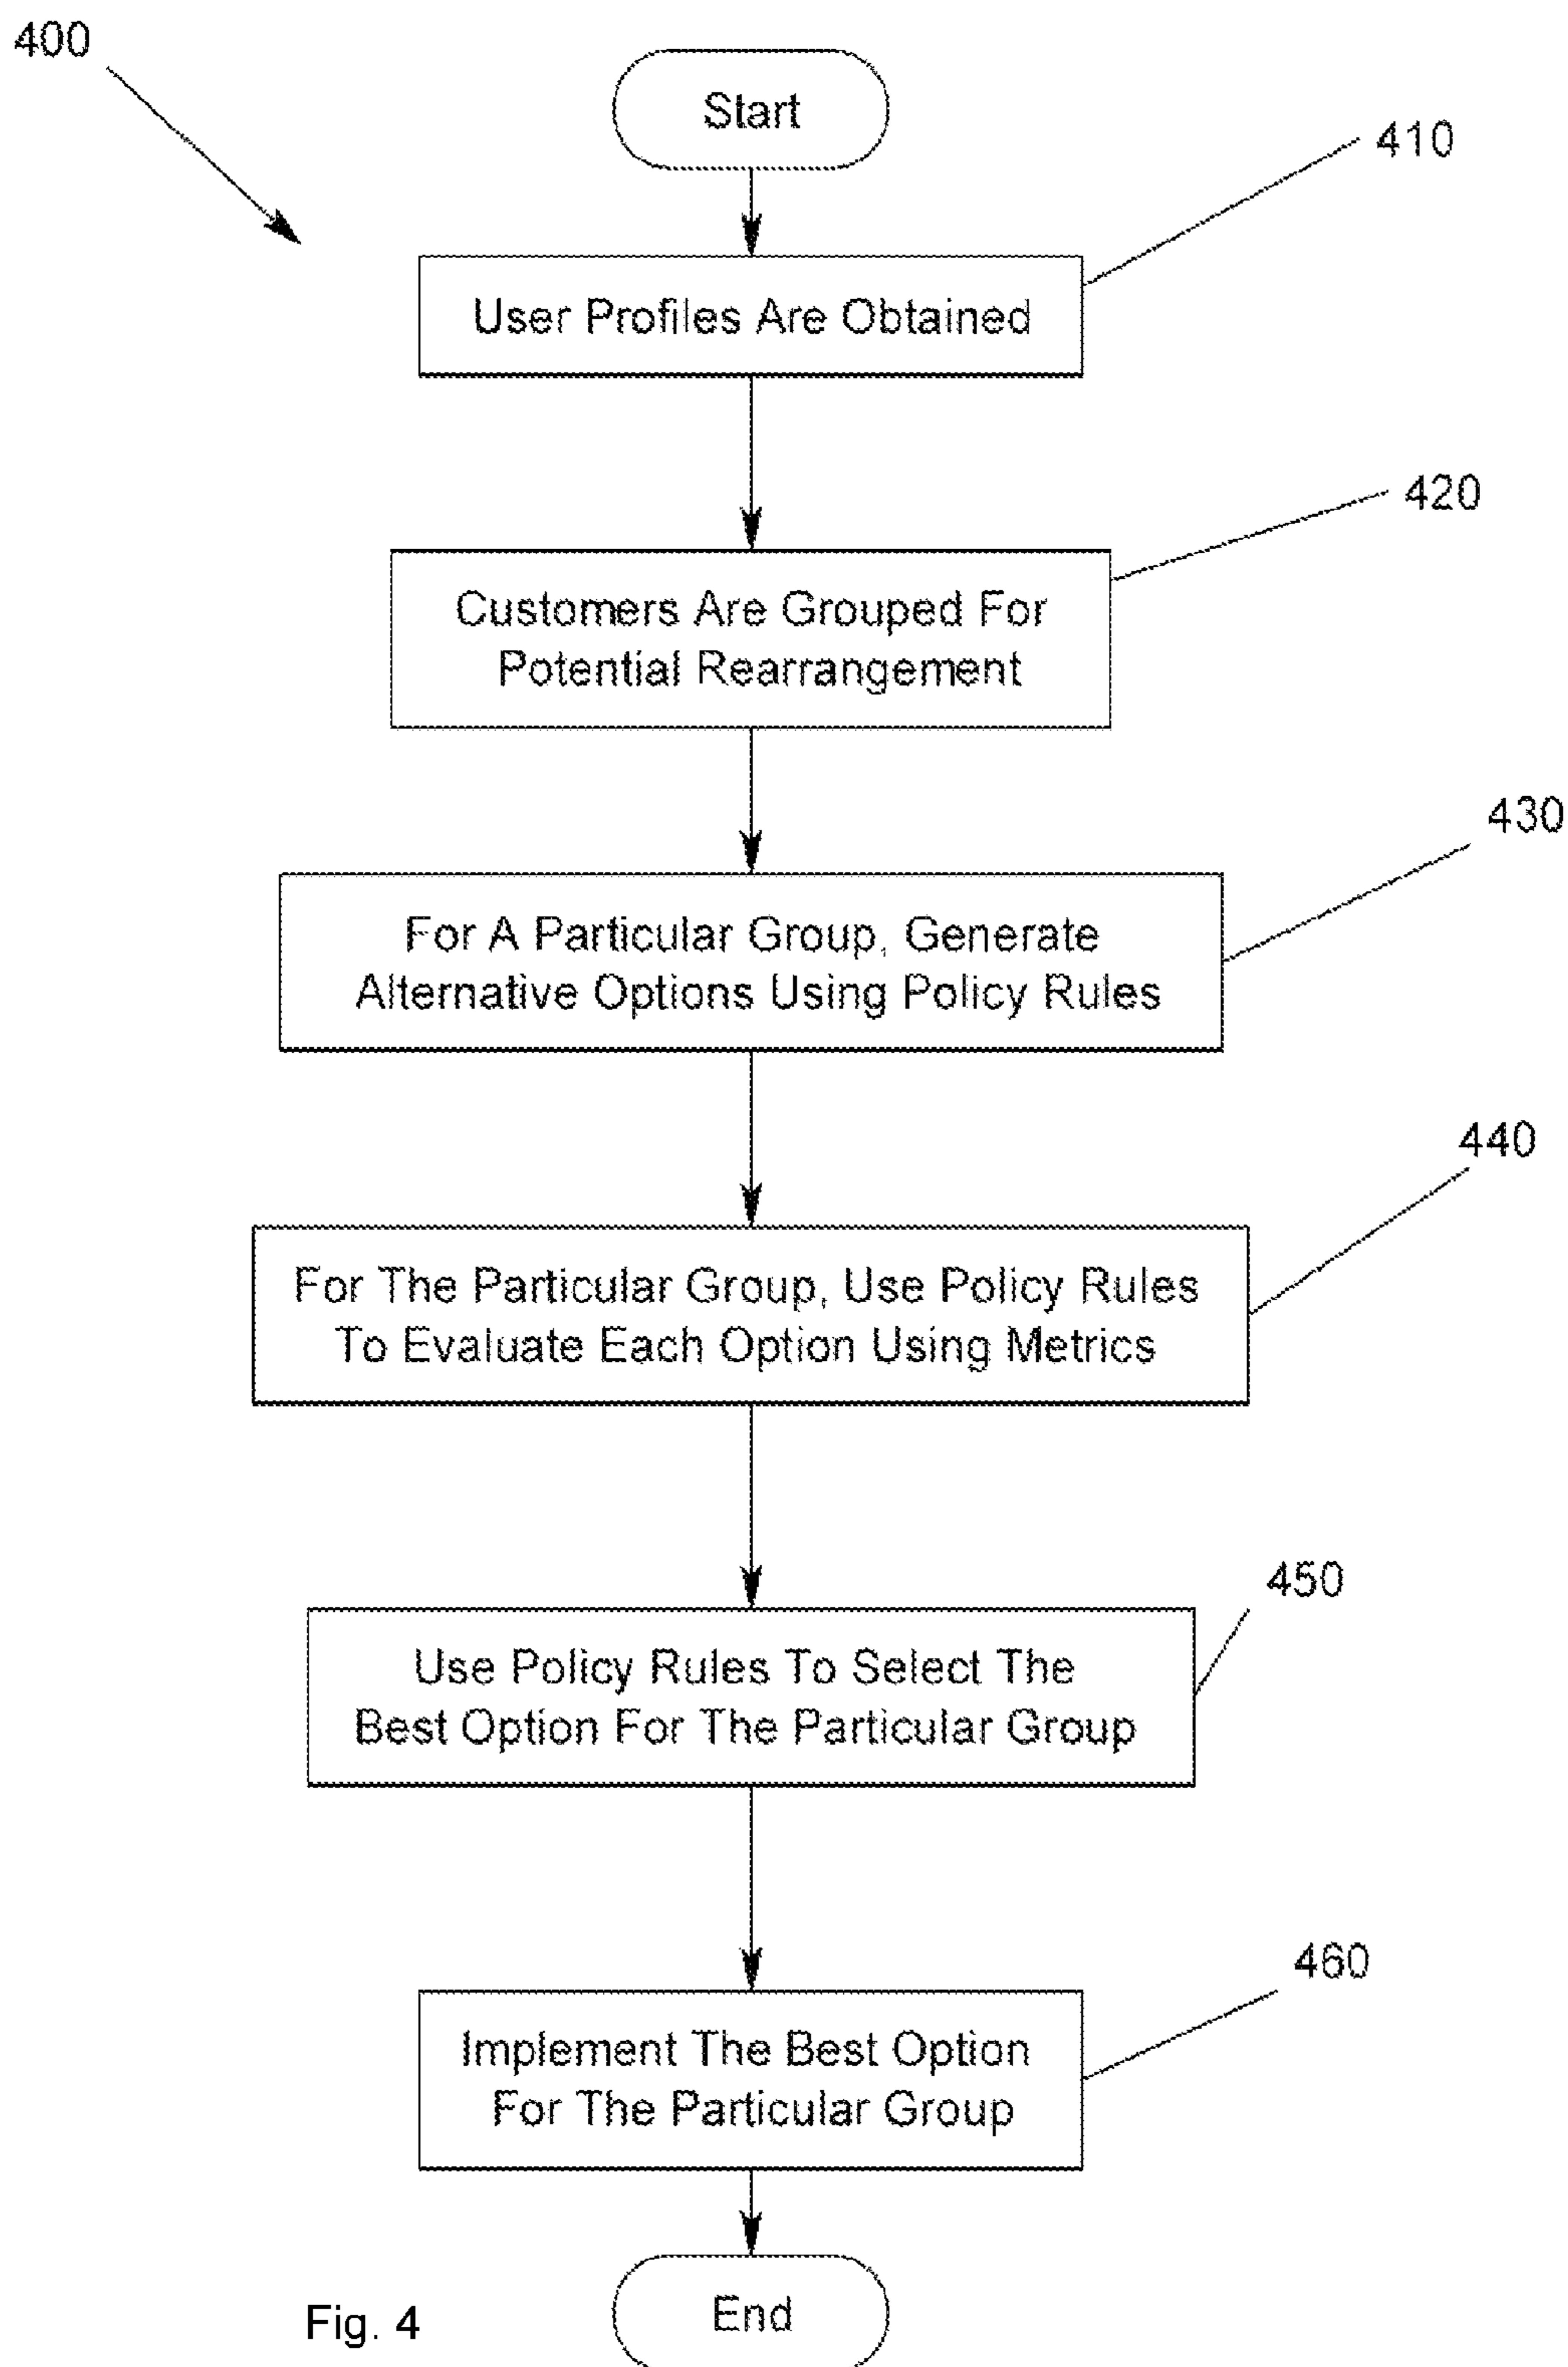 400
Start
410
User Profiles Are Obtained
420
Customers Are Grouped For
Potential Rearrangement
430
For A Particular Group, Generate
Alternative Options Using Policy Rules
440
For The Particular Group, Use Policy Rules
To Evaluate Each Option Using Metrics
450
Use Policy Rules To Select The
Best Option For The Particular Group
460
Implement The Best Option
For The Particular Group
End
Fig. 4